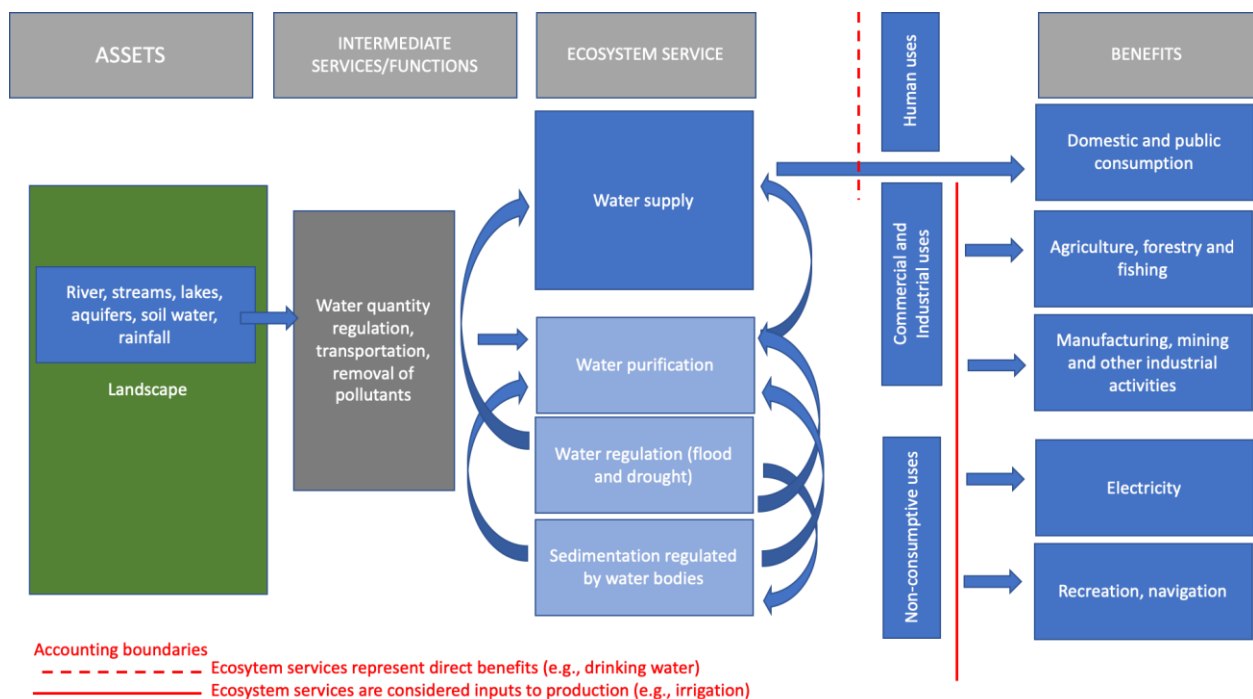 ASSETS
INTERMEDIATE
SERVICES/FUNCTIONS
ECOSYSTEM SERVICE
Human uses
BENEFITS
Domestic and public
consumption
Water supply
River, streams, lakes,
aquifers, soil water,
rainfall
Landscape
Water quantity
regulation,
transportation,
removal of
pollutants
Commercial and
Industrial uses
Agriculture, forestry and
fishing
Water purification
Manufacturing, mining
and other industrial
activities
Water regulation (flood
and drought)
Non-consumptive uses
Electricity
Sedimentation regulated
by water bodies
Recreation, navigation
Accounting boundaries
Ecosytem services represent direct benefits (e.g., drinking water)
Ecosystem services are considered inputs to production (e.g., irrigation)